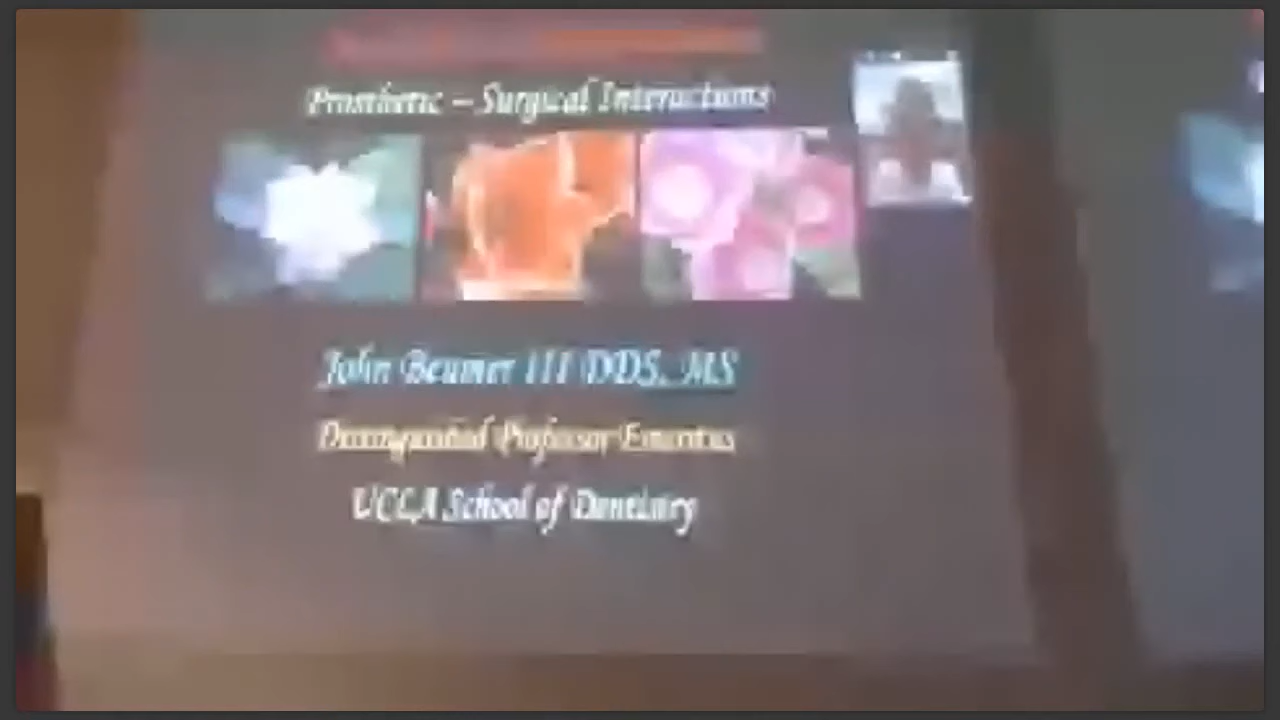 Prosthetic – Surgical Interactions
John Beumer III DDS, MS
Distinguished Professor Emeritus
UCLA School of Dentistry